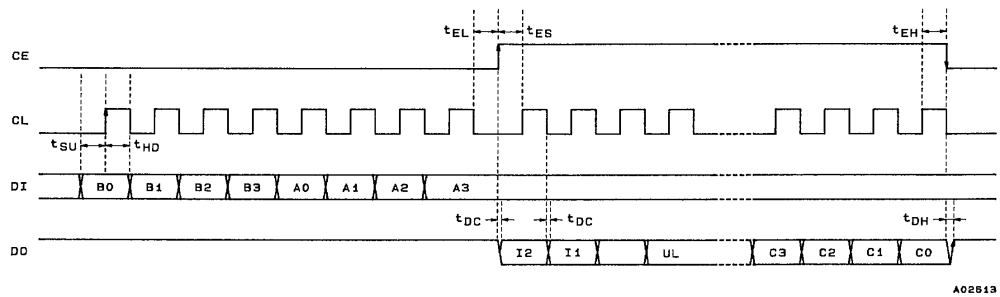 tEL tES tEH
CE
CL
tSU tHD
DI B0 B1 B2 B3 A0 A1 A2 A3
tDC tDC tDH
DO I2 I1 UL C3 C2 C1 C0
A02613